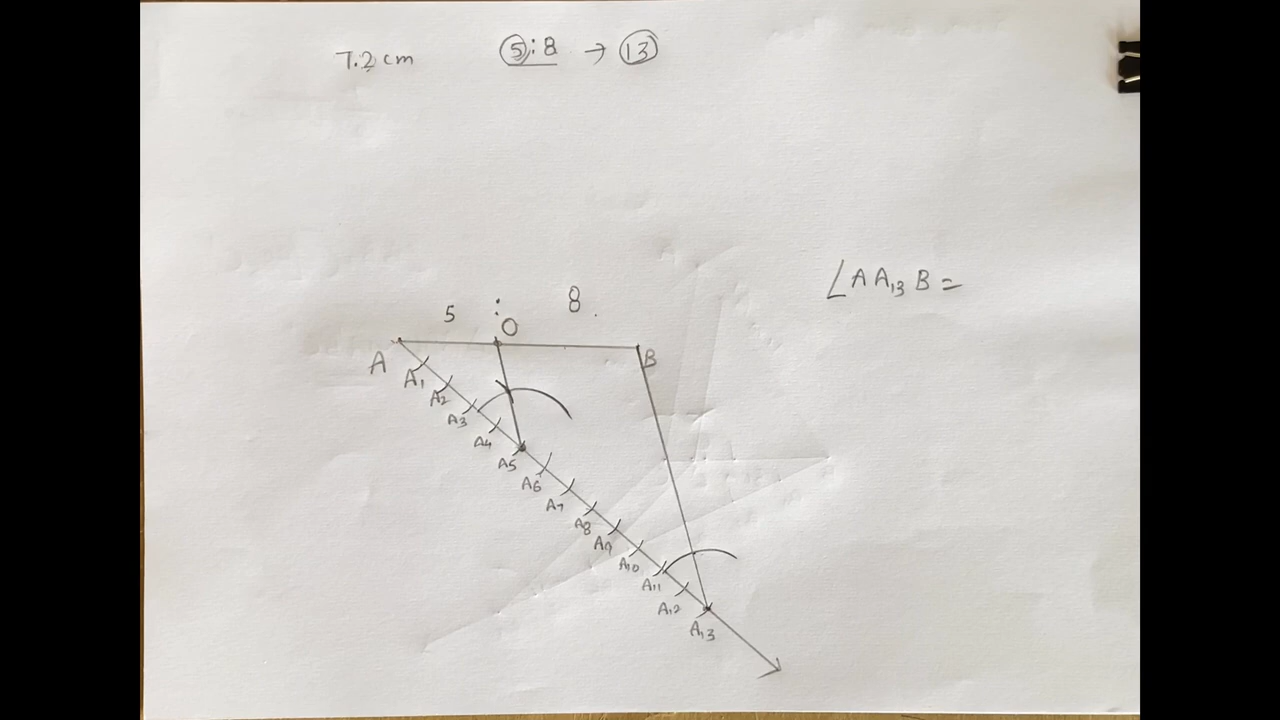 7.2 cm 5:8 → 13
∠AA₁₃B =
5 : 8.
O
A B
A₁
A₂
A₃
A₄
A5
A6
A7
A8
A9
A₁₀
A₁₁
A₁₂
A₁₃